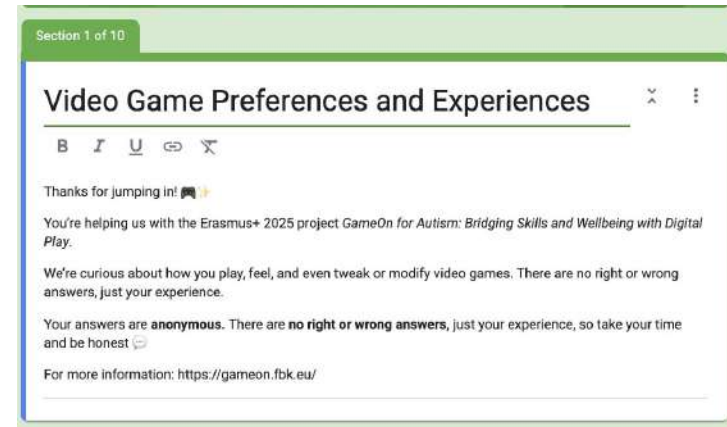 Section 1 of 10
Video Game Preferences and Experiences
B I U
Thanks for jumping in! 🎮✨
You're helping us with the Erasmus+ 2025 project GameOn for Autism: Bridging Skills and Wellbeing with Digital
Play.
We're curious about how you play, feel, and even tweak or modify video games. There are no right or wrong
answers, just your experience.
Your answers are anonymous. There are no right or wrong answers, just your experience, so take your time
and be honest 💬
For more information: https://gameon.fbk.eu/